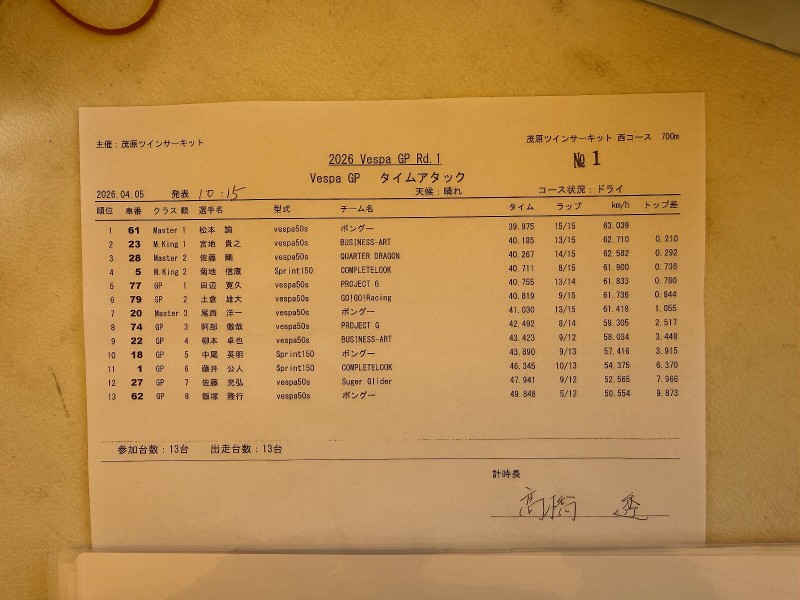 主催：茂原ツインサーキット
茂原ツインサーキット 西コース 700m
2026 Vespa GP Rd.1
№ 1
Vespa GP タイムアタック
2026.04.05 発表 10:15 天候：晴れ コース状況：ドライ
順位 車番 クラス 順 選手名 型式 チーム名 タイム ラップ km/h トップ差
1 61 Master 1 松本 諭 vespa50s ボングー 39.975 15/15 63.039
2 23 M.King 1 宮地 貴之 vespa50s BUSINESS-ART 40.185 13/15 62.710 0.210
3 28 Master 2 佐藤 剛 vespa50s QUARTER DRAGON 40.267 14/15 62.582 0.292
4 5 M.King 2 菊地 信康 Sprint150 COMPLETELOOK 40.711 8/15 61.900 0.736
5 77 GP 1 田辺 寛久 vespa50s PROJECT G 40.755 13/14 61.833 0.780
6 79 GP 2 土倉 雄大 vespa50s GO!GO!Racing 40.819 9/15 61.736 0.844
7 20 Master 3 尾西 洋一 vespa50s ボングー 41.030 13/15 61.418 1.055
8 74 GP 3 阿部 徹哉 vespa50s PROJECT G 42.492 8/14 59.305 2.517
9 22 GP 4 柳本 卓也 vespa50s BUSINESS-ART 43.423 9/12 58.034 3.448
10 18 GP 5 中尾 英明 Sprint150 ボングー 43.890 9/13 57.416 3.915
11 1 GP 6 藤井 公人 Sprint150 COMPLETELOOK 46.345 10/13 54.375 6.370
12 27 GP 7 佐藤 充弘 vespa50s Suger Glider 47.941 9/12 52.565 7.966
13 62 GP 8 飯塚 隆行 vespa50s ボングー 49.848 5/12 50.554 9.873
参加台数：13台 出走台数：13台
計時長
高橋 透